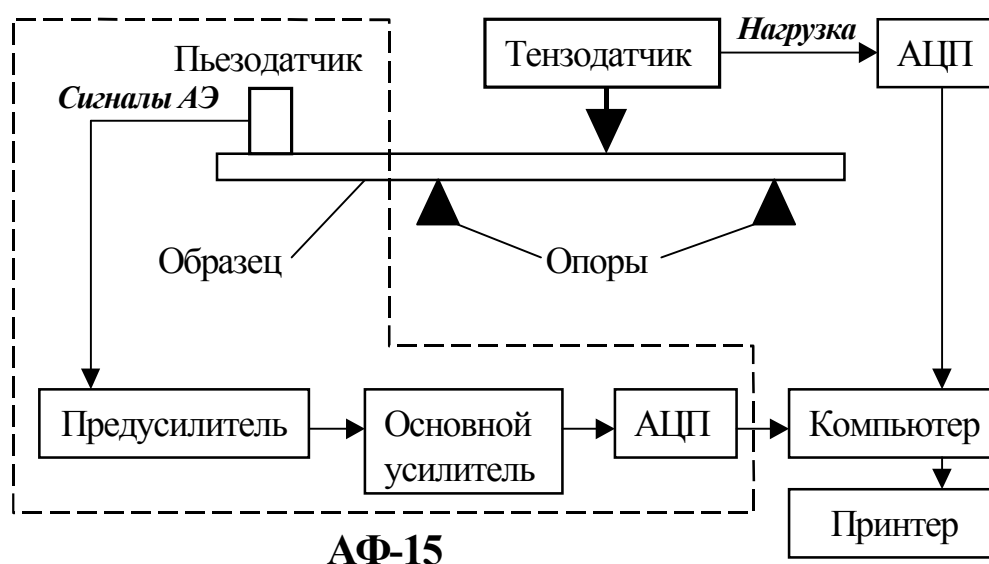 Нагрузка
Пьезодатчик
Тензодатчик
АЦП
Сигналы АЭ
Образец
Опоры
Предусилитель
Основной
усилитель
АЦП
Компьютер
Принтер
АФ-15